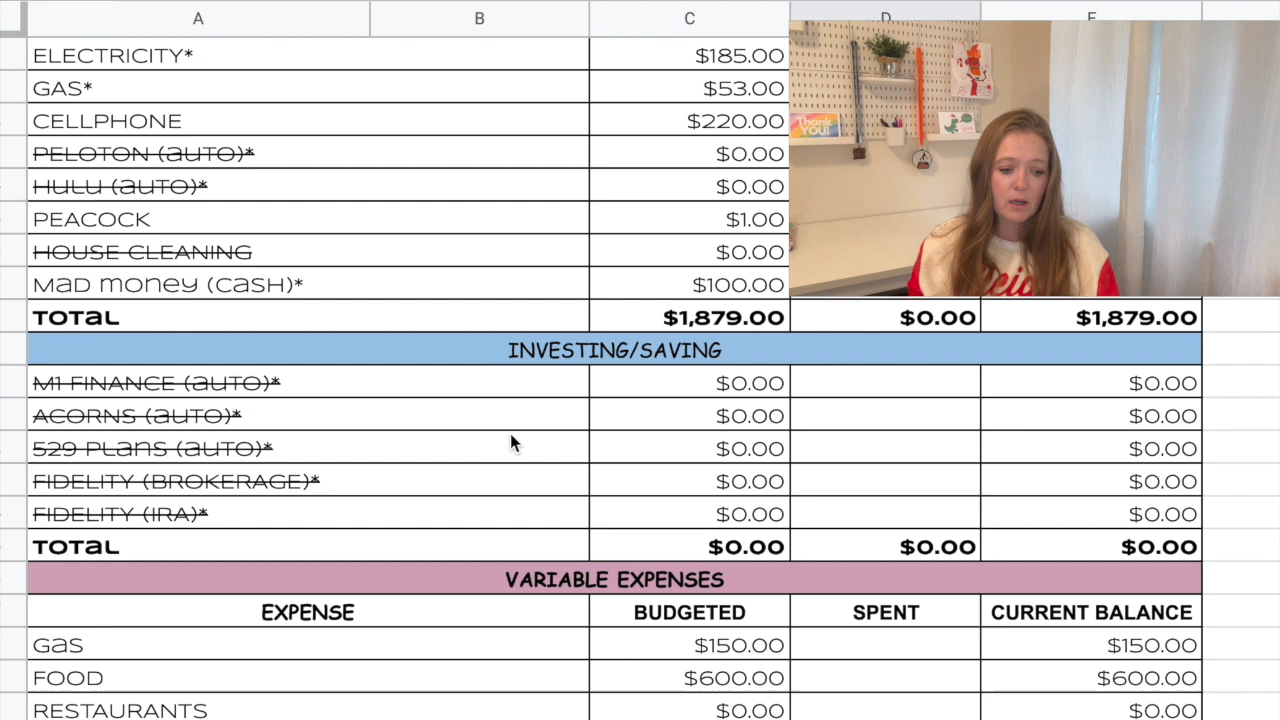 A B C D E
ELECTRICITY* $185.00
GAS* $53.00
CELLPHONE $220.00
PELOTON (auto)* $0.00
HULU (auto)* $0.00
PEACOCK $1.00
HOUSE CLEANING $0.00
Mad money (cash)* $100.00
Total $1,879.00 $0.00 $1,879.00
INVESTING/SAVING
M1 FINANCE (auto)* $0.00 $0.00
ACORNS (auto)* $0.00 $0.00
529 Plans (auto)* $0.00 $0.00
FIDELITY (BROKERAGE)* $0.00 $0.00
FIDELITY (IRA)* $0.00 $0.00
Total $0.00 $0.00 $0.00
VARIABLE EXPENSES
EXPENSE BUDGETED SPENT CURRENT BALANCE
Gas $150.00 $150.00
FOOD $600.00 $600.00
RESTAURANTS $0.00 $0.00
Thank
YOU!